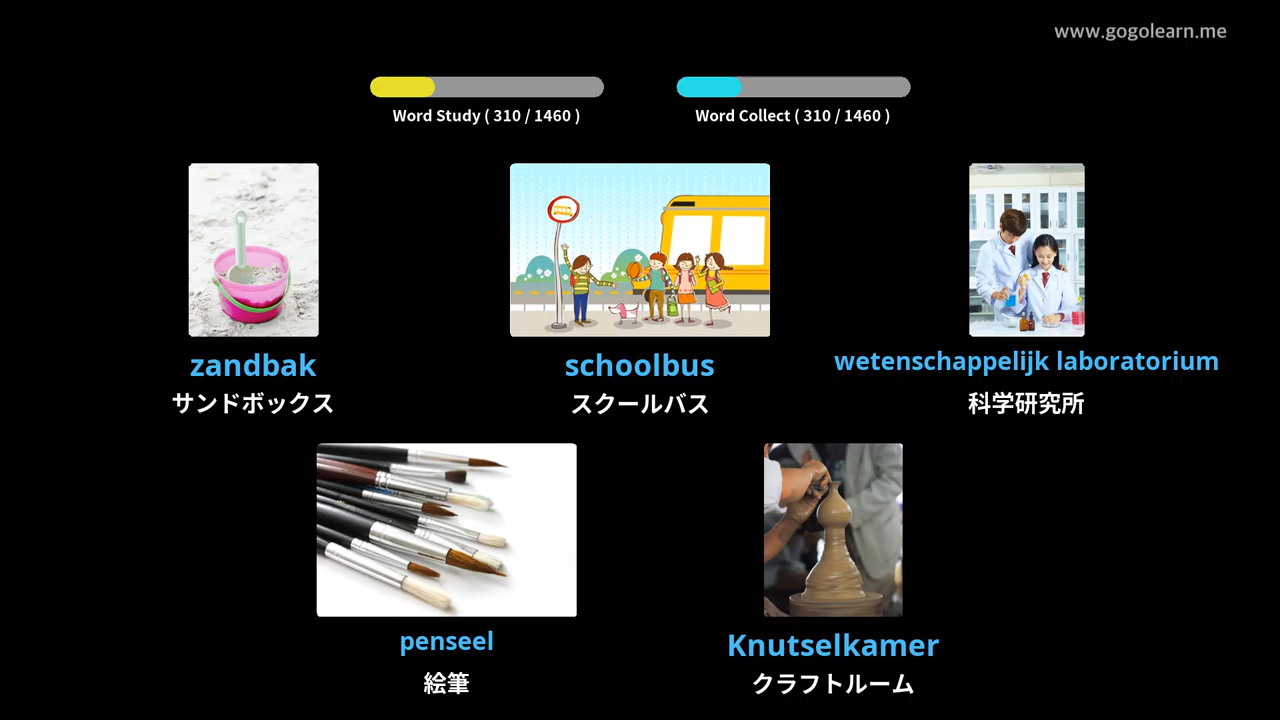 www.gogolearn.me
Word Study ( 310 / 1460 )
Word Collect ( 310 / 1460 )
zandbak
サンドボックス
schoolbus
スクールバス
wetenschappelijk laboratorium
科学研究所
penseel
絵筆
Knutselkamer
クラフトルーム